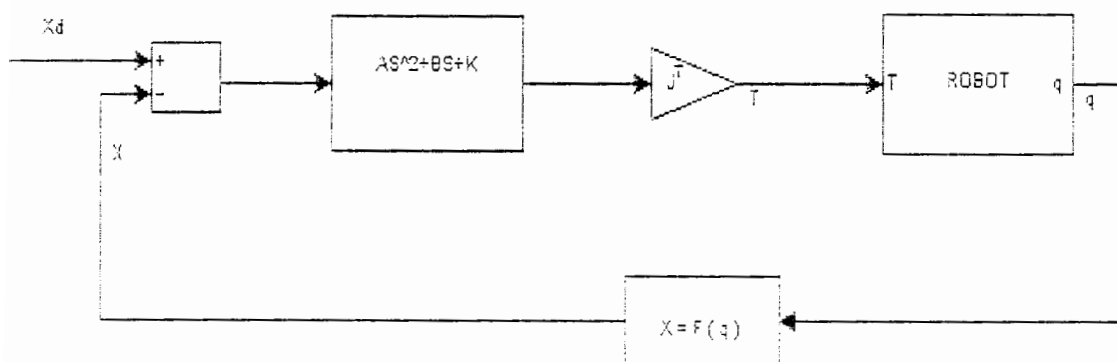 Xd
+
-
X
AS^2+BS+K
J^T
T
T
ROBOT
q
q
X=F(q)